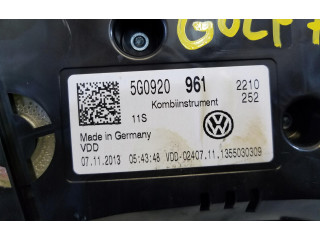 GOLF 7
5G0920 961 2210
Kombiinstrument 252
11S
Made in Germany
VDD
07.11.2013 05:43:48 VDD-02407.11.1355030309